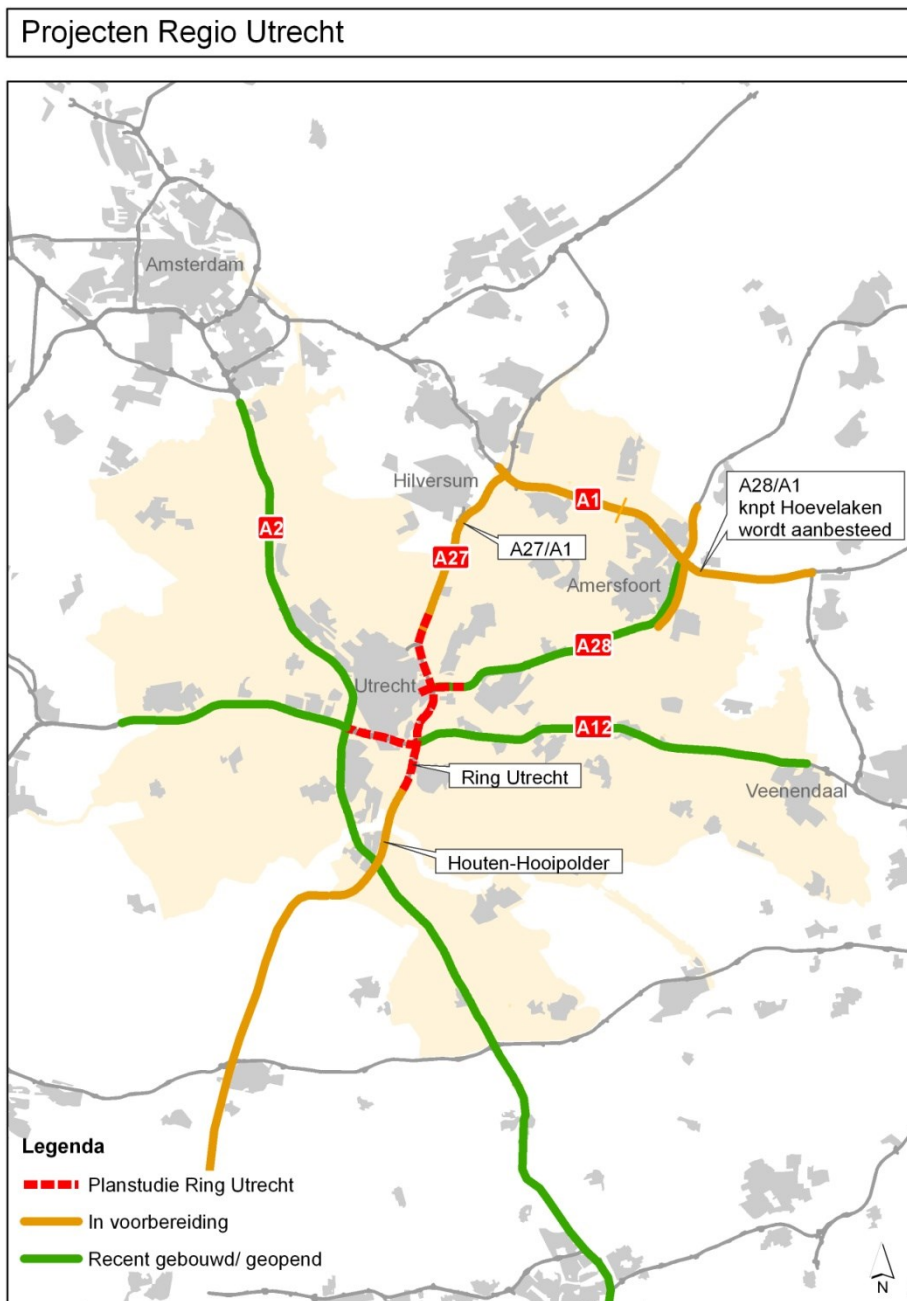 Projecten Regio Utrecht
Amsterdam
Hilversum
A1
A28/A1
knpt Hoevelaken
wordt aanbesteed
A2
A27/A1
A27
Amersfoort
A28
Utrecht
A12
Ring Utrecht
Veenendaal
Houten-Hooipolder
Legenda
Planstudie Ring Utrecht
In voorbereiding
Recent gebouwd/ geopend
N